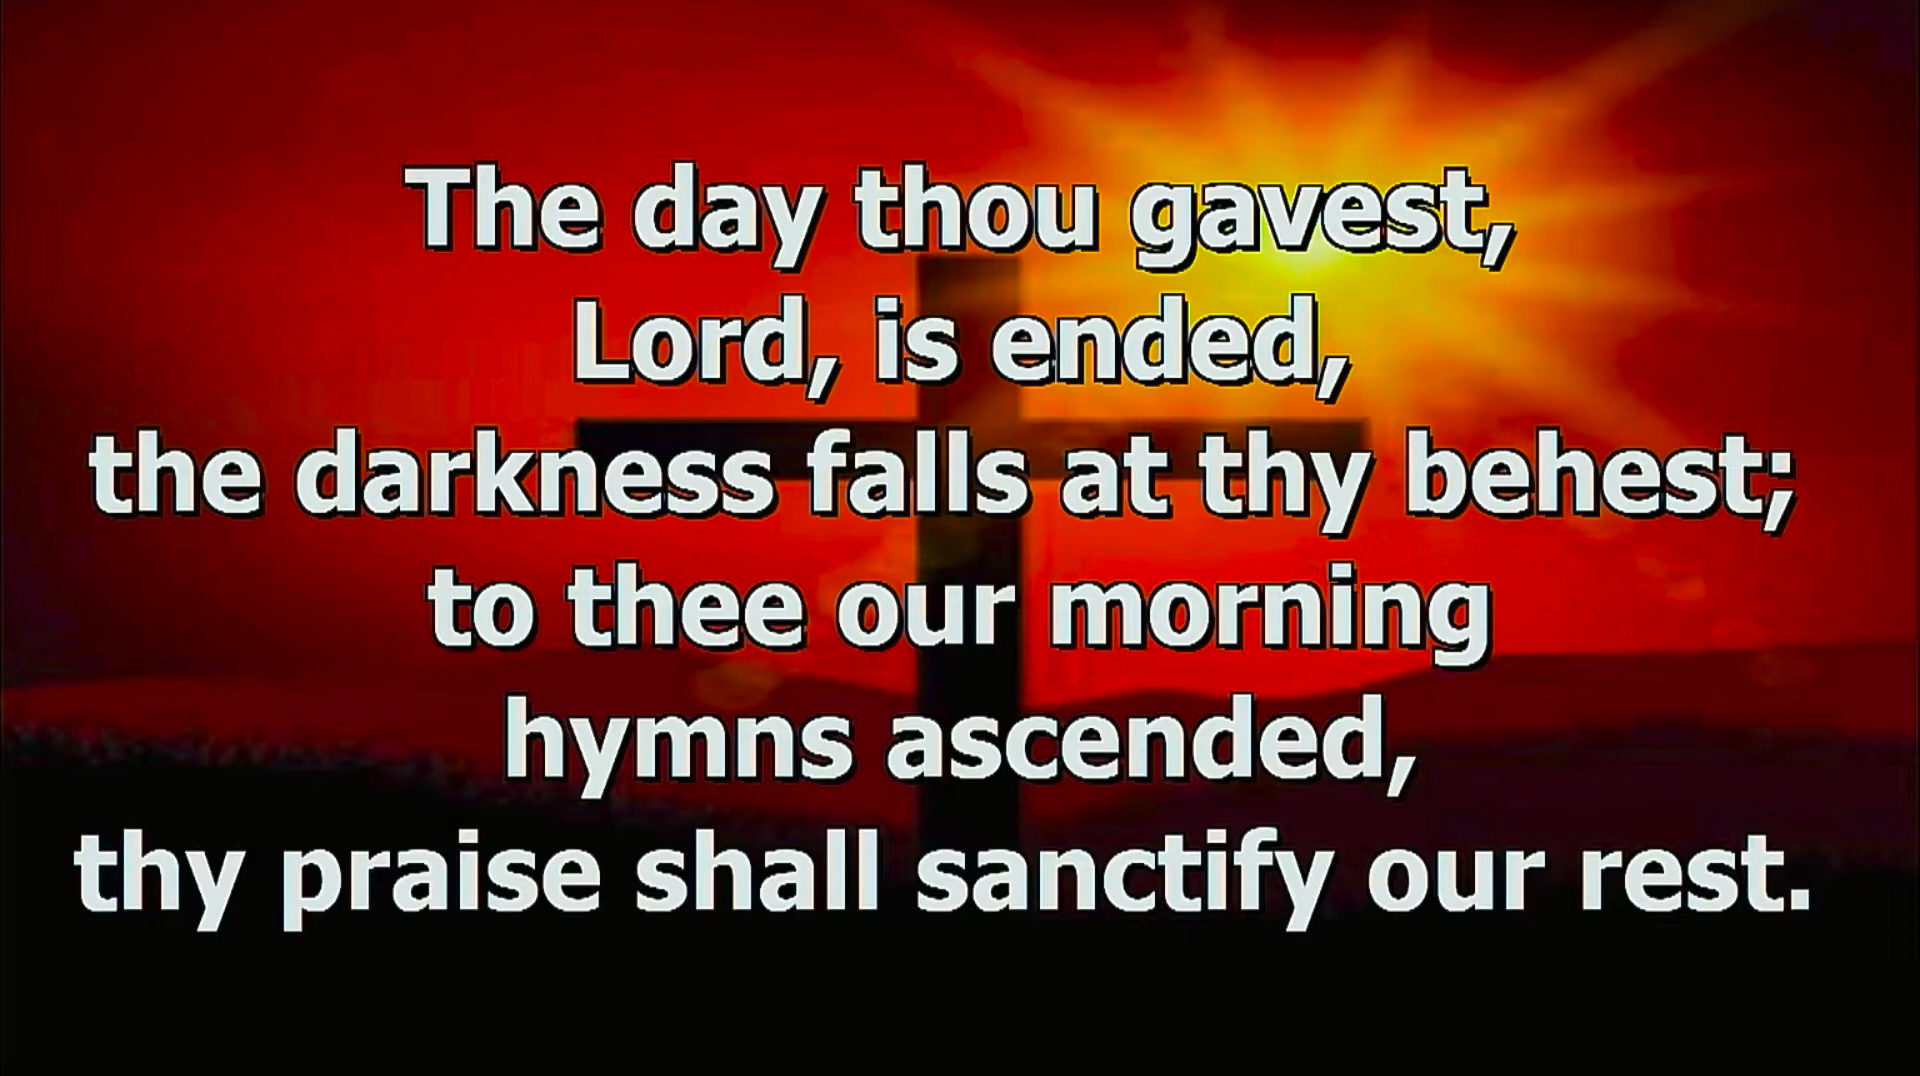 The day thou gavest,
Lord, is ended,
the darkness falls at thy behest;
to thee our morning
hymns ascended,
thy praise shall sanctify our rest.